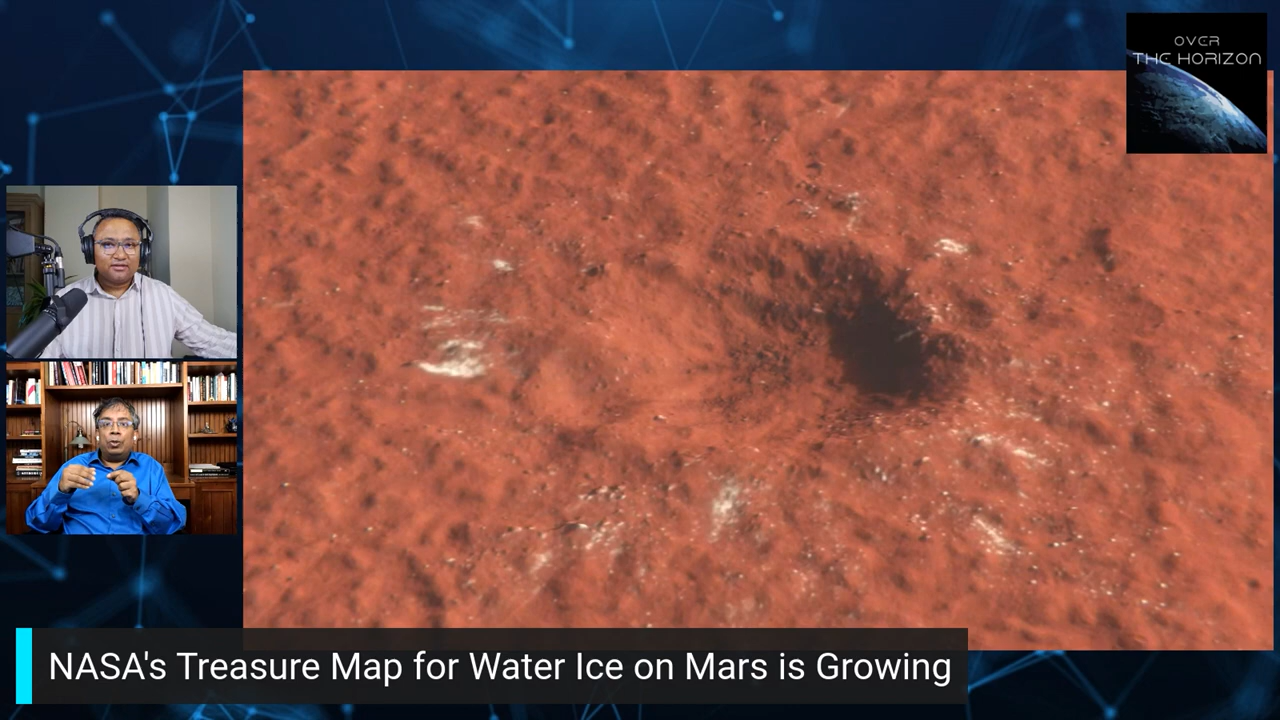 OVER
THE HORIZON
NASA's Treasure Map for Water Ice on Mars is Growing